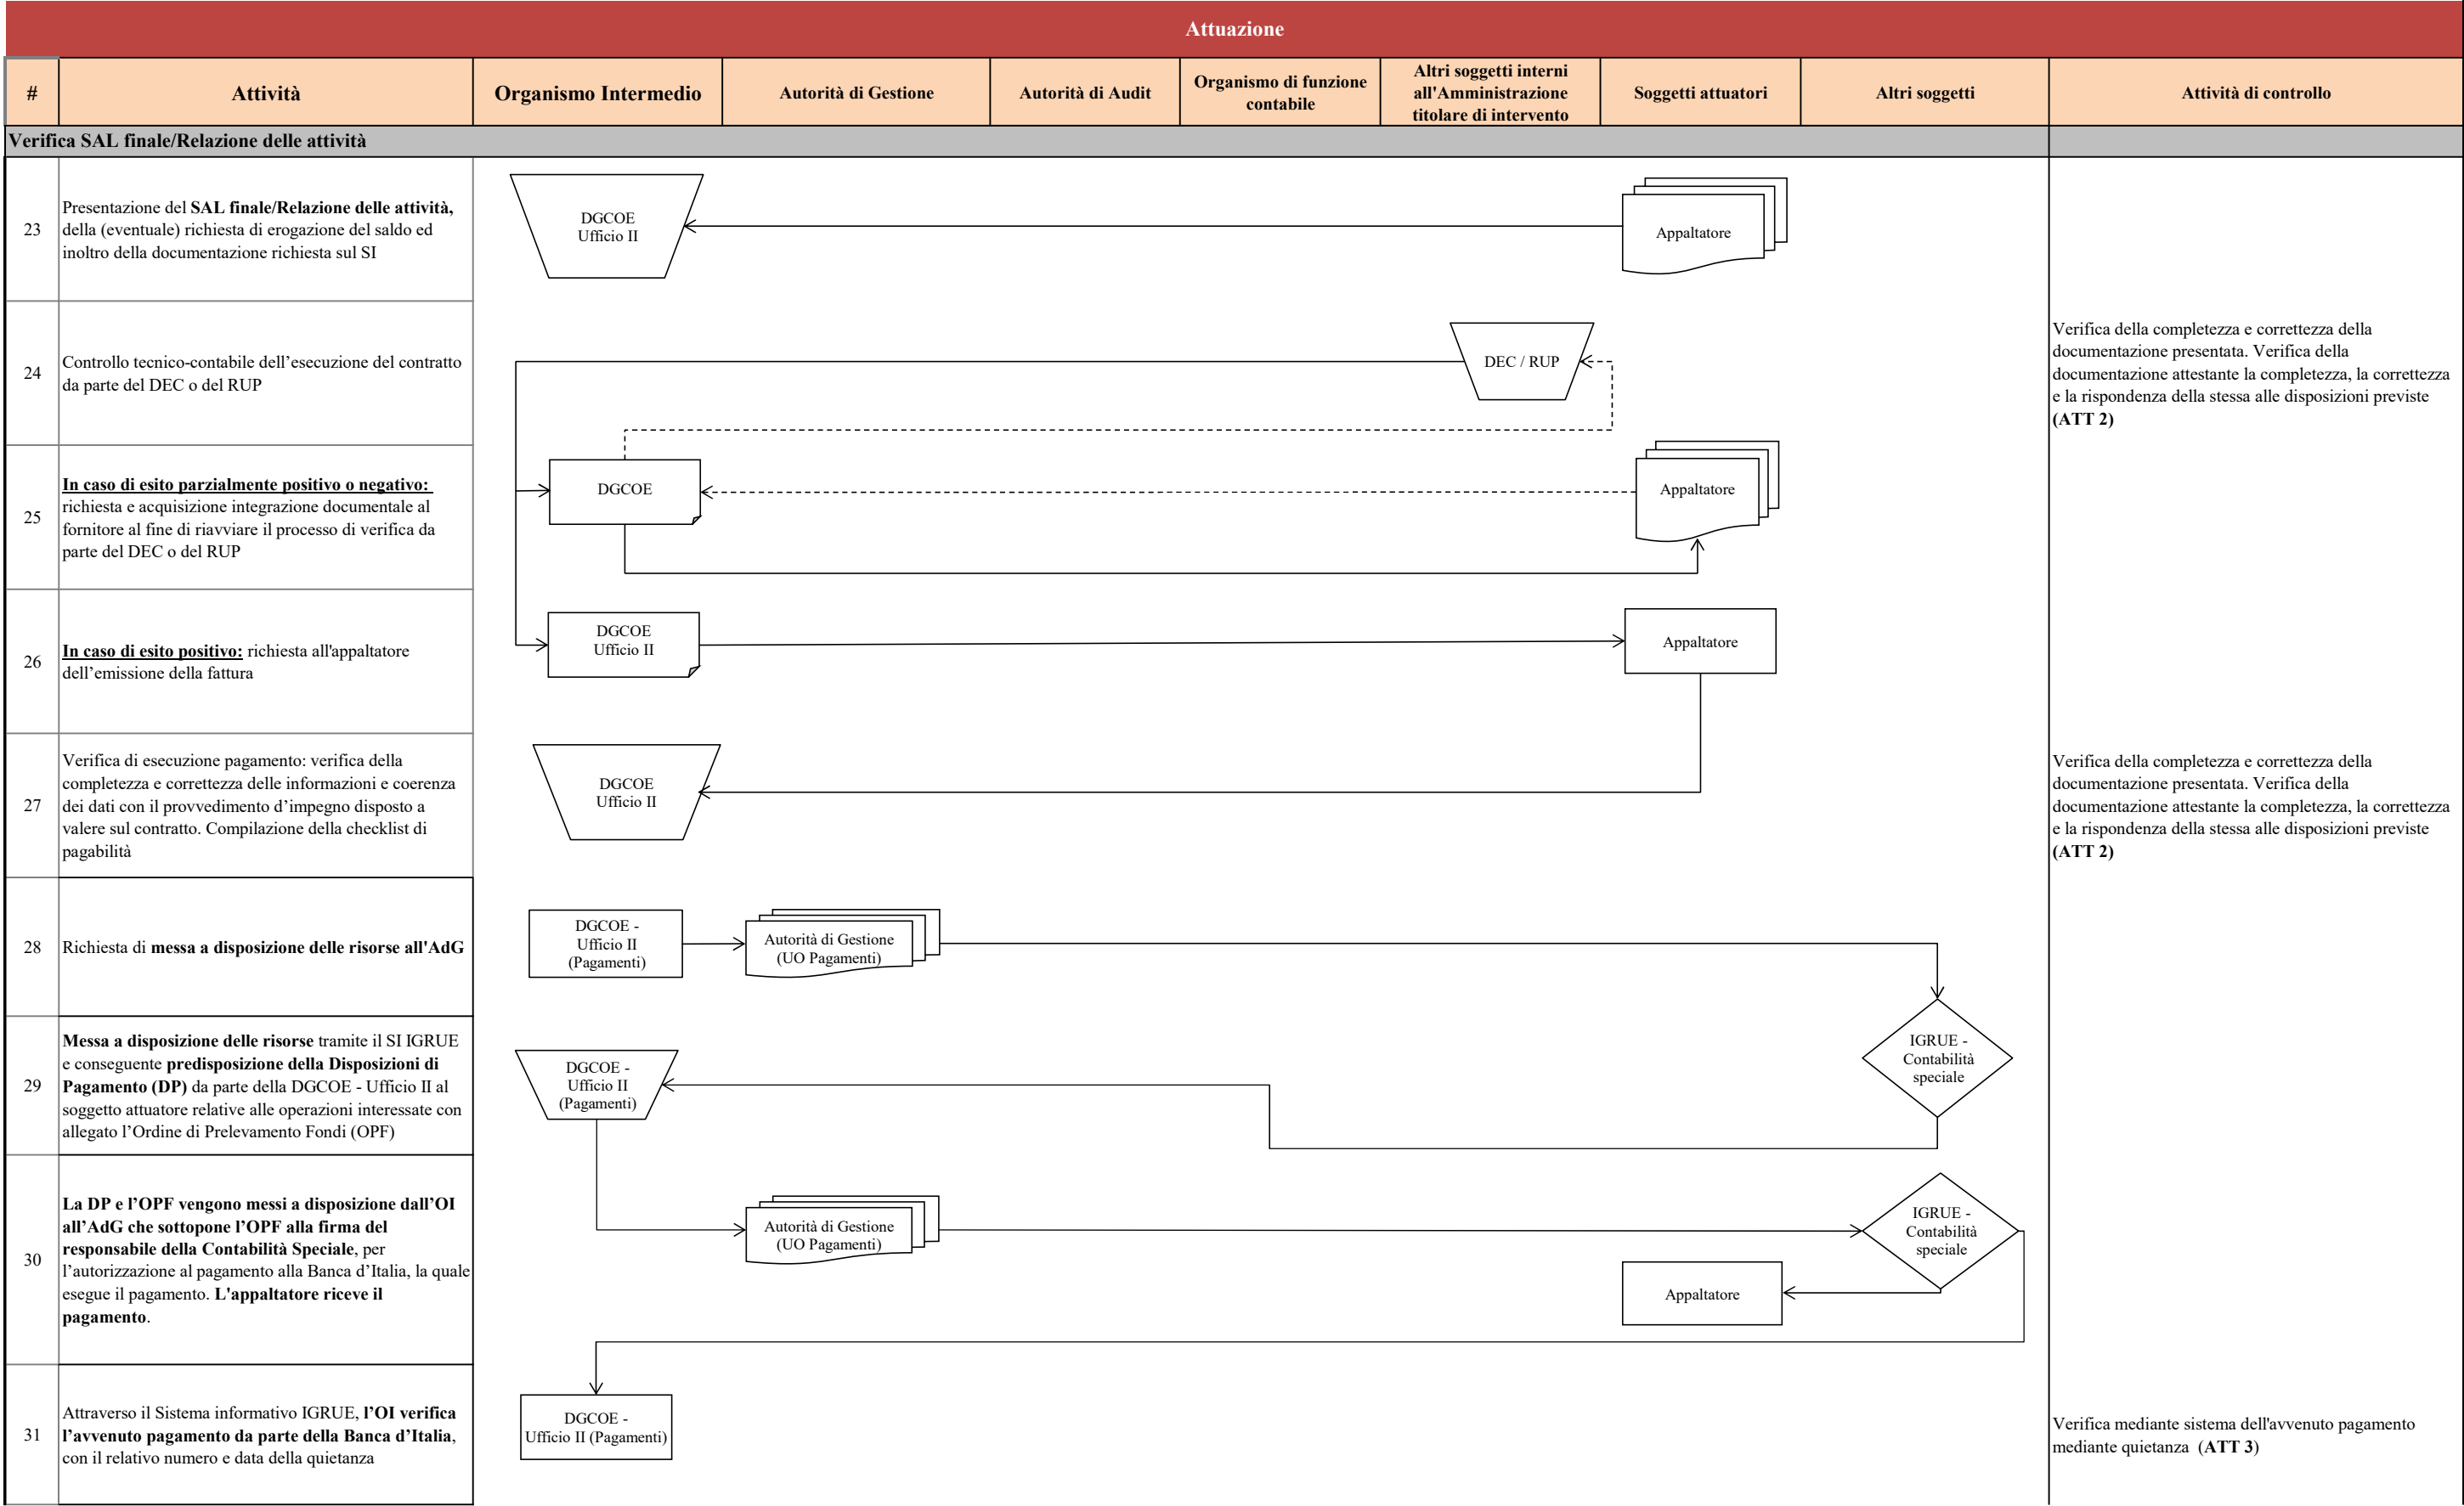 Attuazione
#
Attività
Organismo Intermedio
Autorità di Gestione
Autorità di Audit
Organismo di funzione
contabile
Altri soggetti interni
all'Amministrazione
titolare di intervento
Soggetti attuatori
Altri soggetti
Attività di controllo
Verifica SAL finale/Relazione delle attività
23
Presentazione del SAL finale/Relazione delle attività,
della (eventuale) richiesta di erogazione del saldo ed
inoltro della documentazione richiesta sul SI
DGCOE
Ufficio II
Appaltatore
24
Controllo tecnico-contabile dell’esecuzione del contratto
da parte del DEC o del RUP
DEC / RUP
Verifica della completezza e correttezza della
documentazione presentata. Verifica della
documentazione attestante la completezza, la correttezza
e la rispondenza della stessa alle disposizioni previste
(ATT 2)
25
In caso di esito parzialmente positivo o negativo:
richiesta e acquisizione integrazione documentale al
fornitore al fine di riavviare il processo di verifica da
parte del DEC o del RUP
DGCOE
Appaltatore
26
In caso di esito positivo: richiesta all'appaltatore
dell’emissione della fattura
DGCOE
Ufficio II
Appaltatore
27
Verifica di esecuzione pagamento: verifica della
completezza e correttezza delle informazioni e coerenza
dei dati con il provvedimento d’impegno disposto a
valere sul contratto. Compilazione della checklist di
pagabilità
DGCOE
Ufficio II
Verifica della completezza e correttezza della
documentazione presentata. Verifica della
documentazione attestante la completezza, la correttezza
e la rispondenza della stessa alle disposizioni previste
(ATT 2)
28
Richiesta di messa a disposizione delle risorse all'AdG
DGCOE -
Ufficio II
(Pagamenti)
Autorità di Gestione
(UO Pagamenti)
29
Messa a disposizione delle risorse tramite il SI IGRUE
e conseguente predisposizione della Disposizioni di
Pagamento (DP) da parte della DGCOE - Ufficio II al
soggetto attuatore relative alle operazioni interessate con
allegato l’Ordine di Prelevamento Fondi (OPF)
DGCOE -
Ufficio II
(Pagamenti)
IGRUE -
Contabilità
speciale
30
La DP e l’OPF vengono messi a disposizione dall’OI
all’AdG che sottopone l’OPF alla firma del
responsabile della Contabilità Speciale, per
l’autorizzazione al pagamento alla Banca d’Italia, la quale
esegue il pagamento. L'appaltatore riceve il
pagamento.
Autorità di Gestione
(UO Pagamenti)
IGRUE -
Contabilità
speciale
Appaltatore
31
Attraverso il Sistema informativo IGRUE, l’OI verifica
l’avvenuto pagamento da parte della Banca d’Italia,
con il relativo numero e data della quietanza
DGCOE -
Ufficio II (Pagamenti)
Verifica mediante sistema dell'avvenuto pagamento
mediante quietanza (ATT 3)